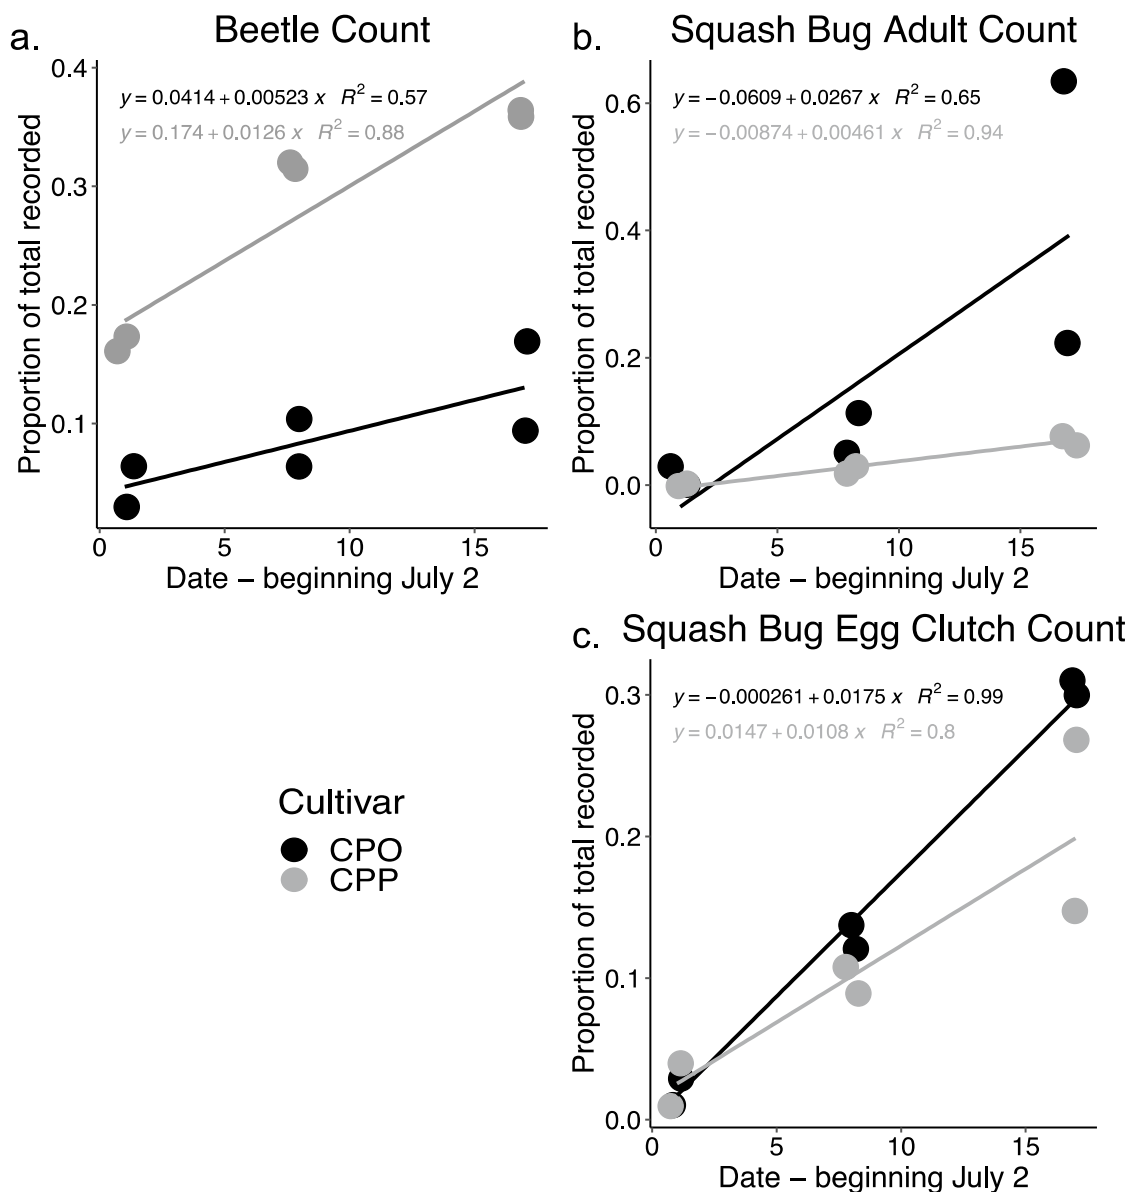 a. Beetle Count
y = 0.0414 + 0.00523 x R² = 0.57
y = 0.174 + 0.0126 x R² = 0.88
Proportion of total recorded
0.4
0.3
0.2
0.1
0 5 10 15
Date – beginning July 2
b. Squash Bug Adult Count
y = −0.0609 + 0.0267 x R² = 0.65
y = −0.00874 + 0.00461 x R² = 0.94
Proportion of total recorded
0.6
0.4
0.2
0.0
0 5 10 15
Date – beginning July 2
c. Squash Bug Egg Clutch Count
y = −0.000261 + 0.0175 x R² = 0.99
y = 0.0147 + 0.0108 x R² = 0.8
Proportion of total recorded
0.3
0.2
0.1
0.0
0 5 10 15
Date – beginning July 2
Cultivar
CPO
CPP